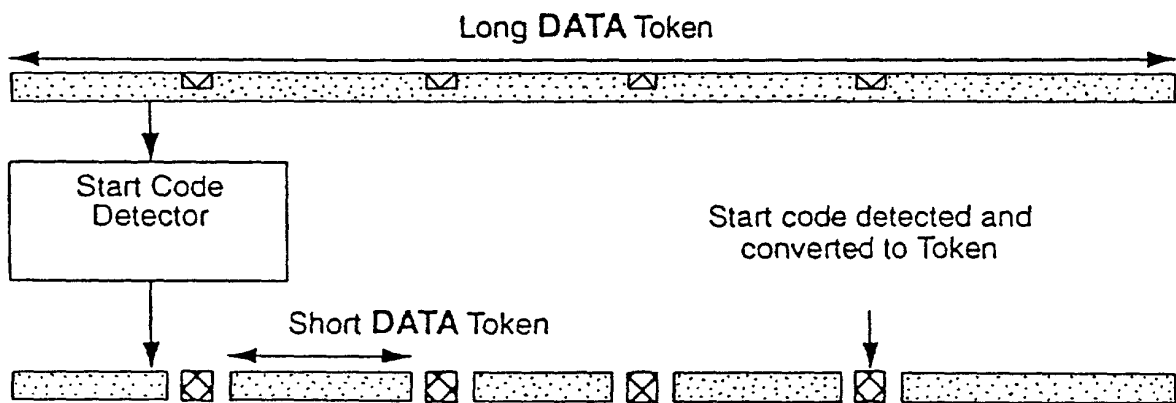 Long DATA Token
Start Code
Detector
Start code detected and
converted to Token
Short DATA Token